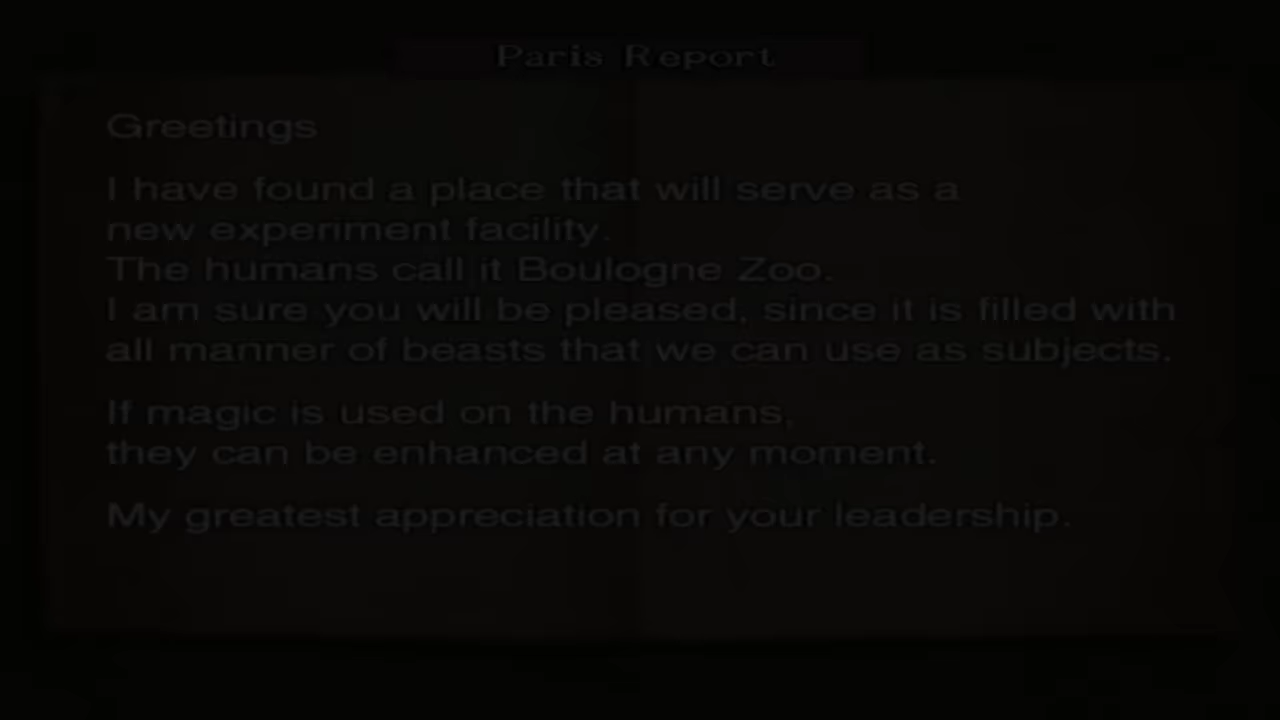 Paris Report
Greetings
I have found a place that will serve as a
new experiment facility.
The humans call it Boulogne Zoo.
I am sure you will be pleased, since it is filled with
all manner of beasts that we can use as subjects.
If magic is used on the humans,
they can be enhanced at any moment.
My greatest appreciation for your leadership.